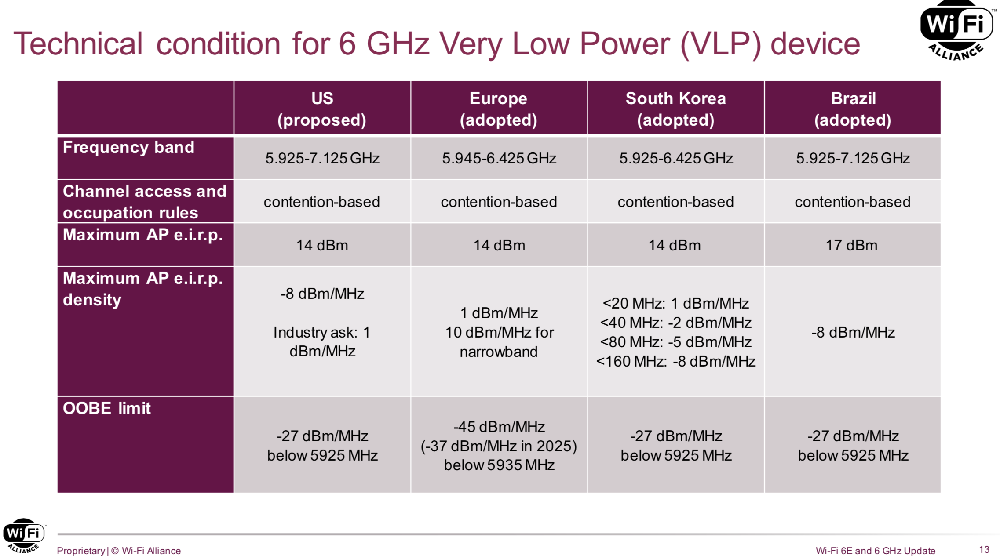 Wi Fi
TM
ALLIANCE
Technical condition for 6 GHz Very Low Power (VLP) device
US
(proposed)
Europe
(adopted)
South Korea
(adopted)
Brazil
(adopted)
Frequency band
5.925-7.125 GHz
5.945-6.425 GHz
5.925-6.425 GHz
5.925-7.125 GHz
Channel access and
occupation rules
contention-based
contention-based
contention-based
contention-based
Maximum AP e.i.r.p.
14 dBm
14 dBm
14 dBm
17 dBm
Maximum AP e.i.r.p.
density
-8 dBm/MHz
Industry ask: 1
dBm/MHz
1 dBm/MHz
10 dBm/MHz for
narrowband
<20 MHz: 1 dBm/MHz
<40 MHz: -2 dBm/MHz
<80 MHz: -5 dBm/MHz
<160 MHz: -8 dBm/MHz
-8 dBm/MHz
OOBE limit
-27 dBm/MHz
below 5925 MHz
-45 dBm/MHz
(-37 dBm/MHz in 2025)
below 5935 MHz
-27 dBm/MHz
below 5925 MHz
-27 dBm/MHz
below 5925 MHz
Wi Fi
TM
ALLIANCE
Proprietary | © Wi-Fi Alliance
Wi-Fi 6E and 6 GHz Update
13